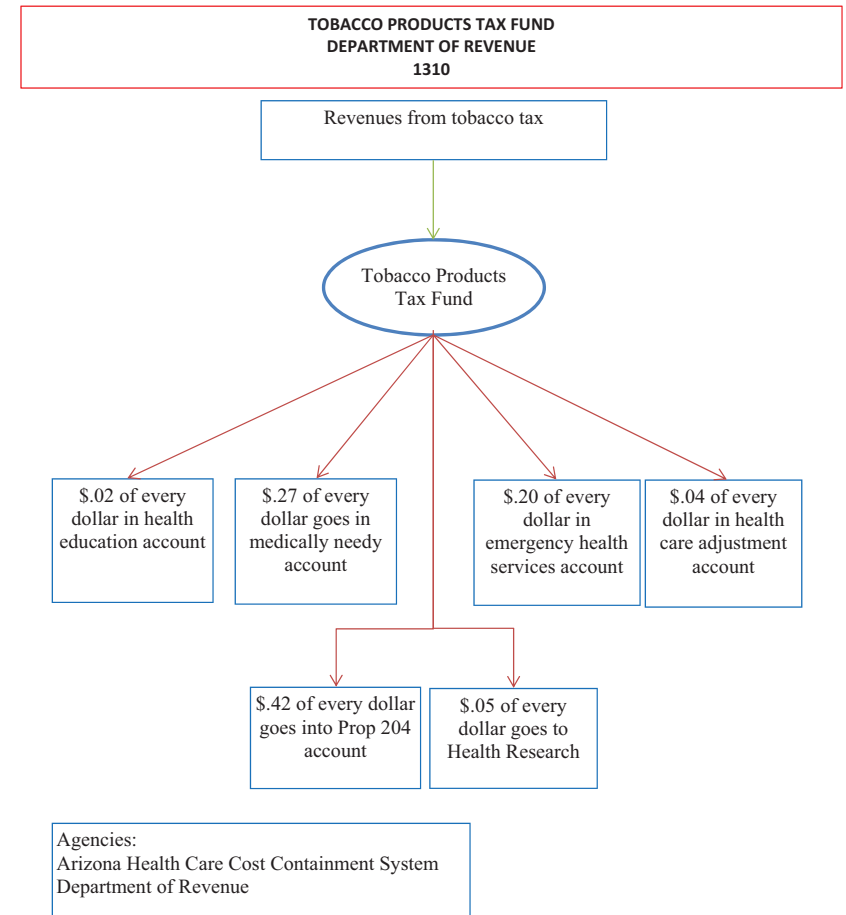 TOBACCO PRODUCTS TAX FUND
DEPARTMENT OF REVENUE
1310
Revenues from tobacco tax
Tobacco Products
Tax Fund
$.02 of every
dollar in health
education account
$.27 of every
dollar goes in
medically needy
account
$.20 of every
dollar in
emergency health
services account
$.04 of every
dollar in health
care adjustment
account
$.42 of every dollar
goes into Prop 204
account
$.05 of every
dollar goes to
Health Research
Agencies:
Arizona Health Care Cost Containment System
Department of Revenue